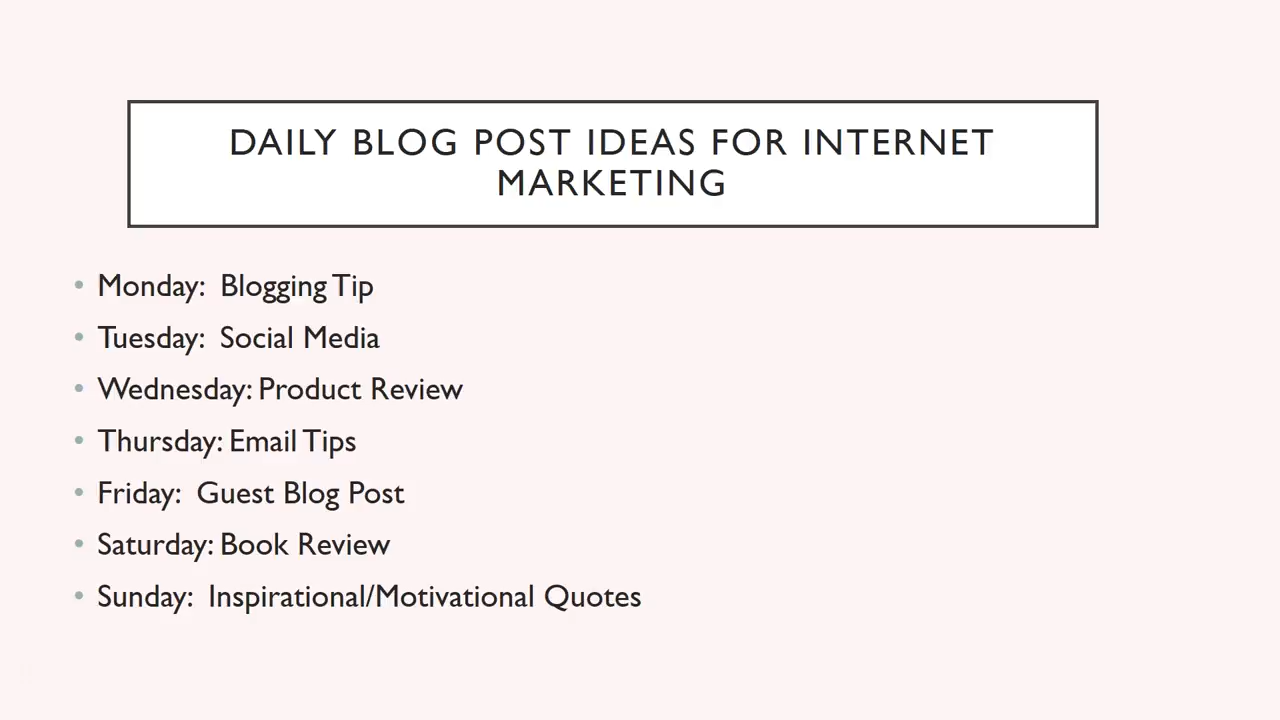 DAILY BLOG POST IDEAS FOR INTERNET
MARKETING
• Monday:  Blogging Tip
• Tuesday:  Social Media
• Wednesday: Product Review
• Thursday: Email Tips
• Friday:  Guest Blog Post
• Saturday: Book Review
• Sunday:  Inspirational/Motivational Quotes